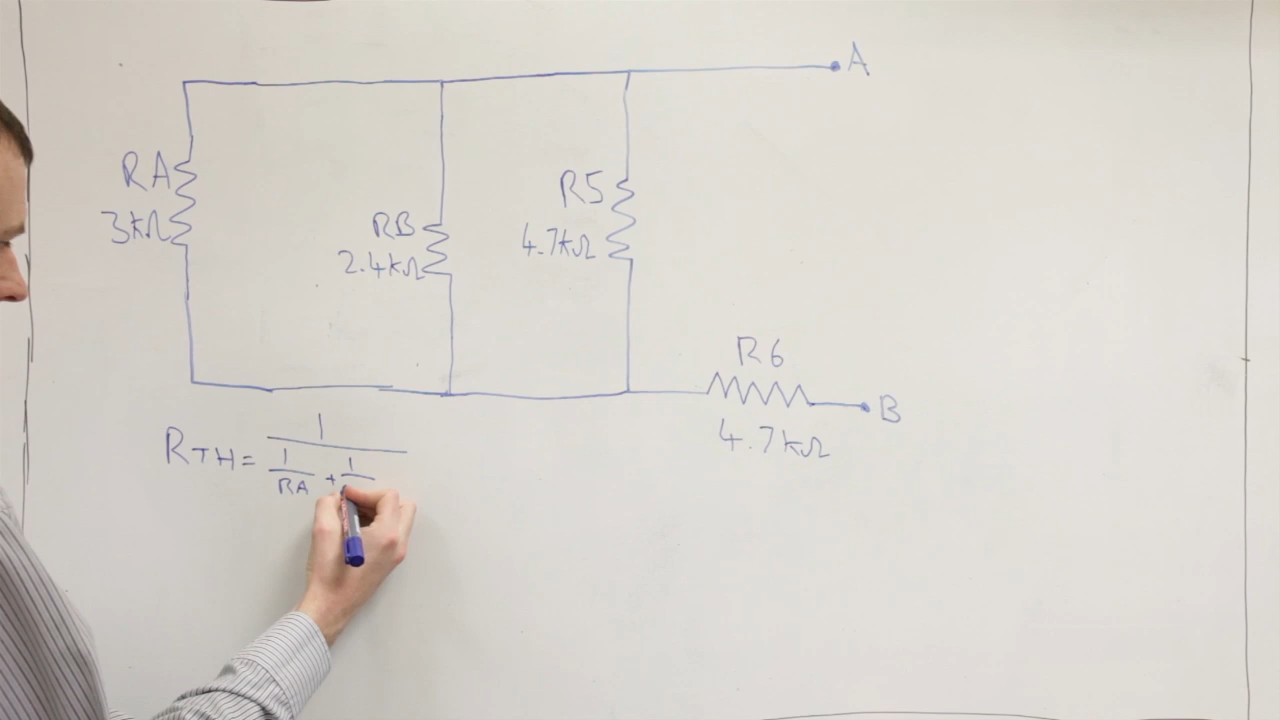 A
RA
3kΩ
RB
2.4kΩ
R5
4.7kΩ
R6
4.7kΩ
B
RTH = 1
1 + 1
RA